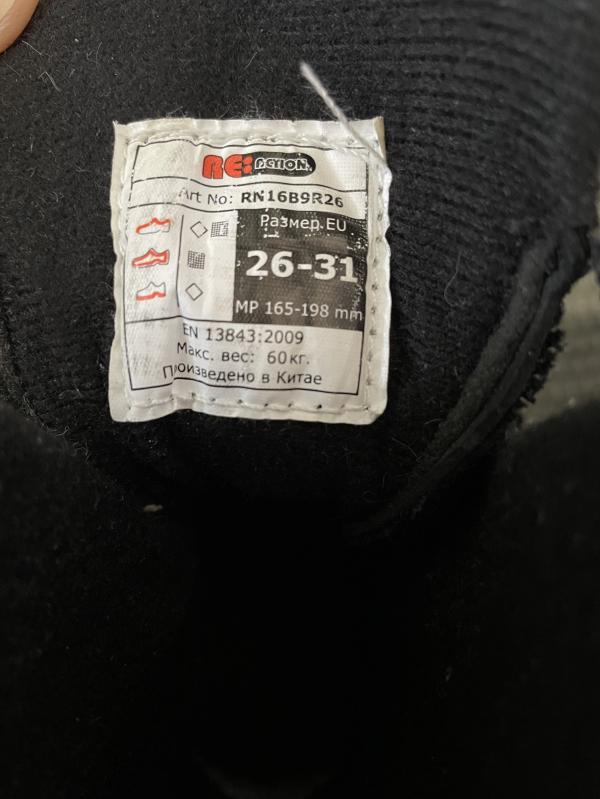 RE:ACTION
Art No: RN16B9R26
Размер.EU
26-31
MP 165-198 mm
EN 13843:2009
Макс. вес: 60кг.
Произведено в Китае